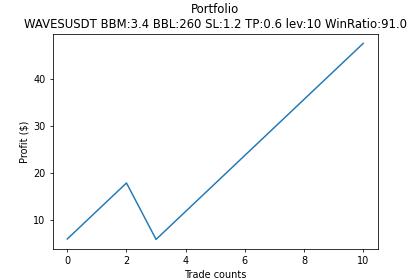 Portfolio
WAVESUSDT BBM:3.4 BBL:260 SL:1.2 TP:0.6 lev:10 WinRatio:91.0
Profit ($)
40
30
20
10
0 2 4 6 8 10
Trade counts